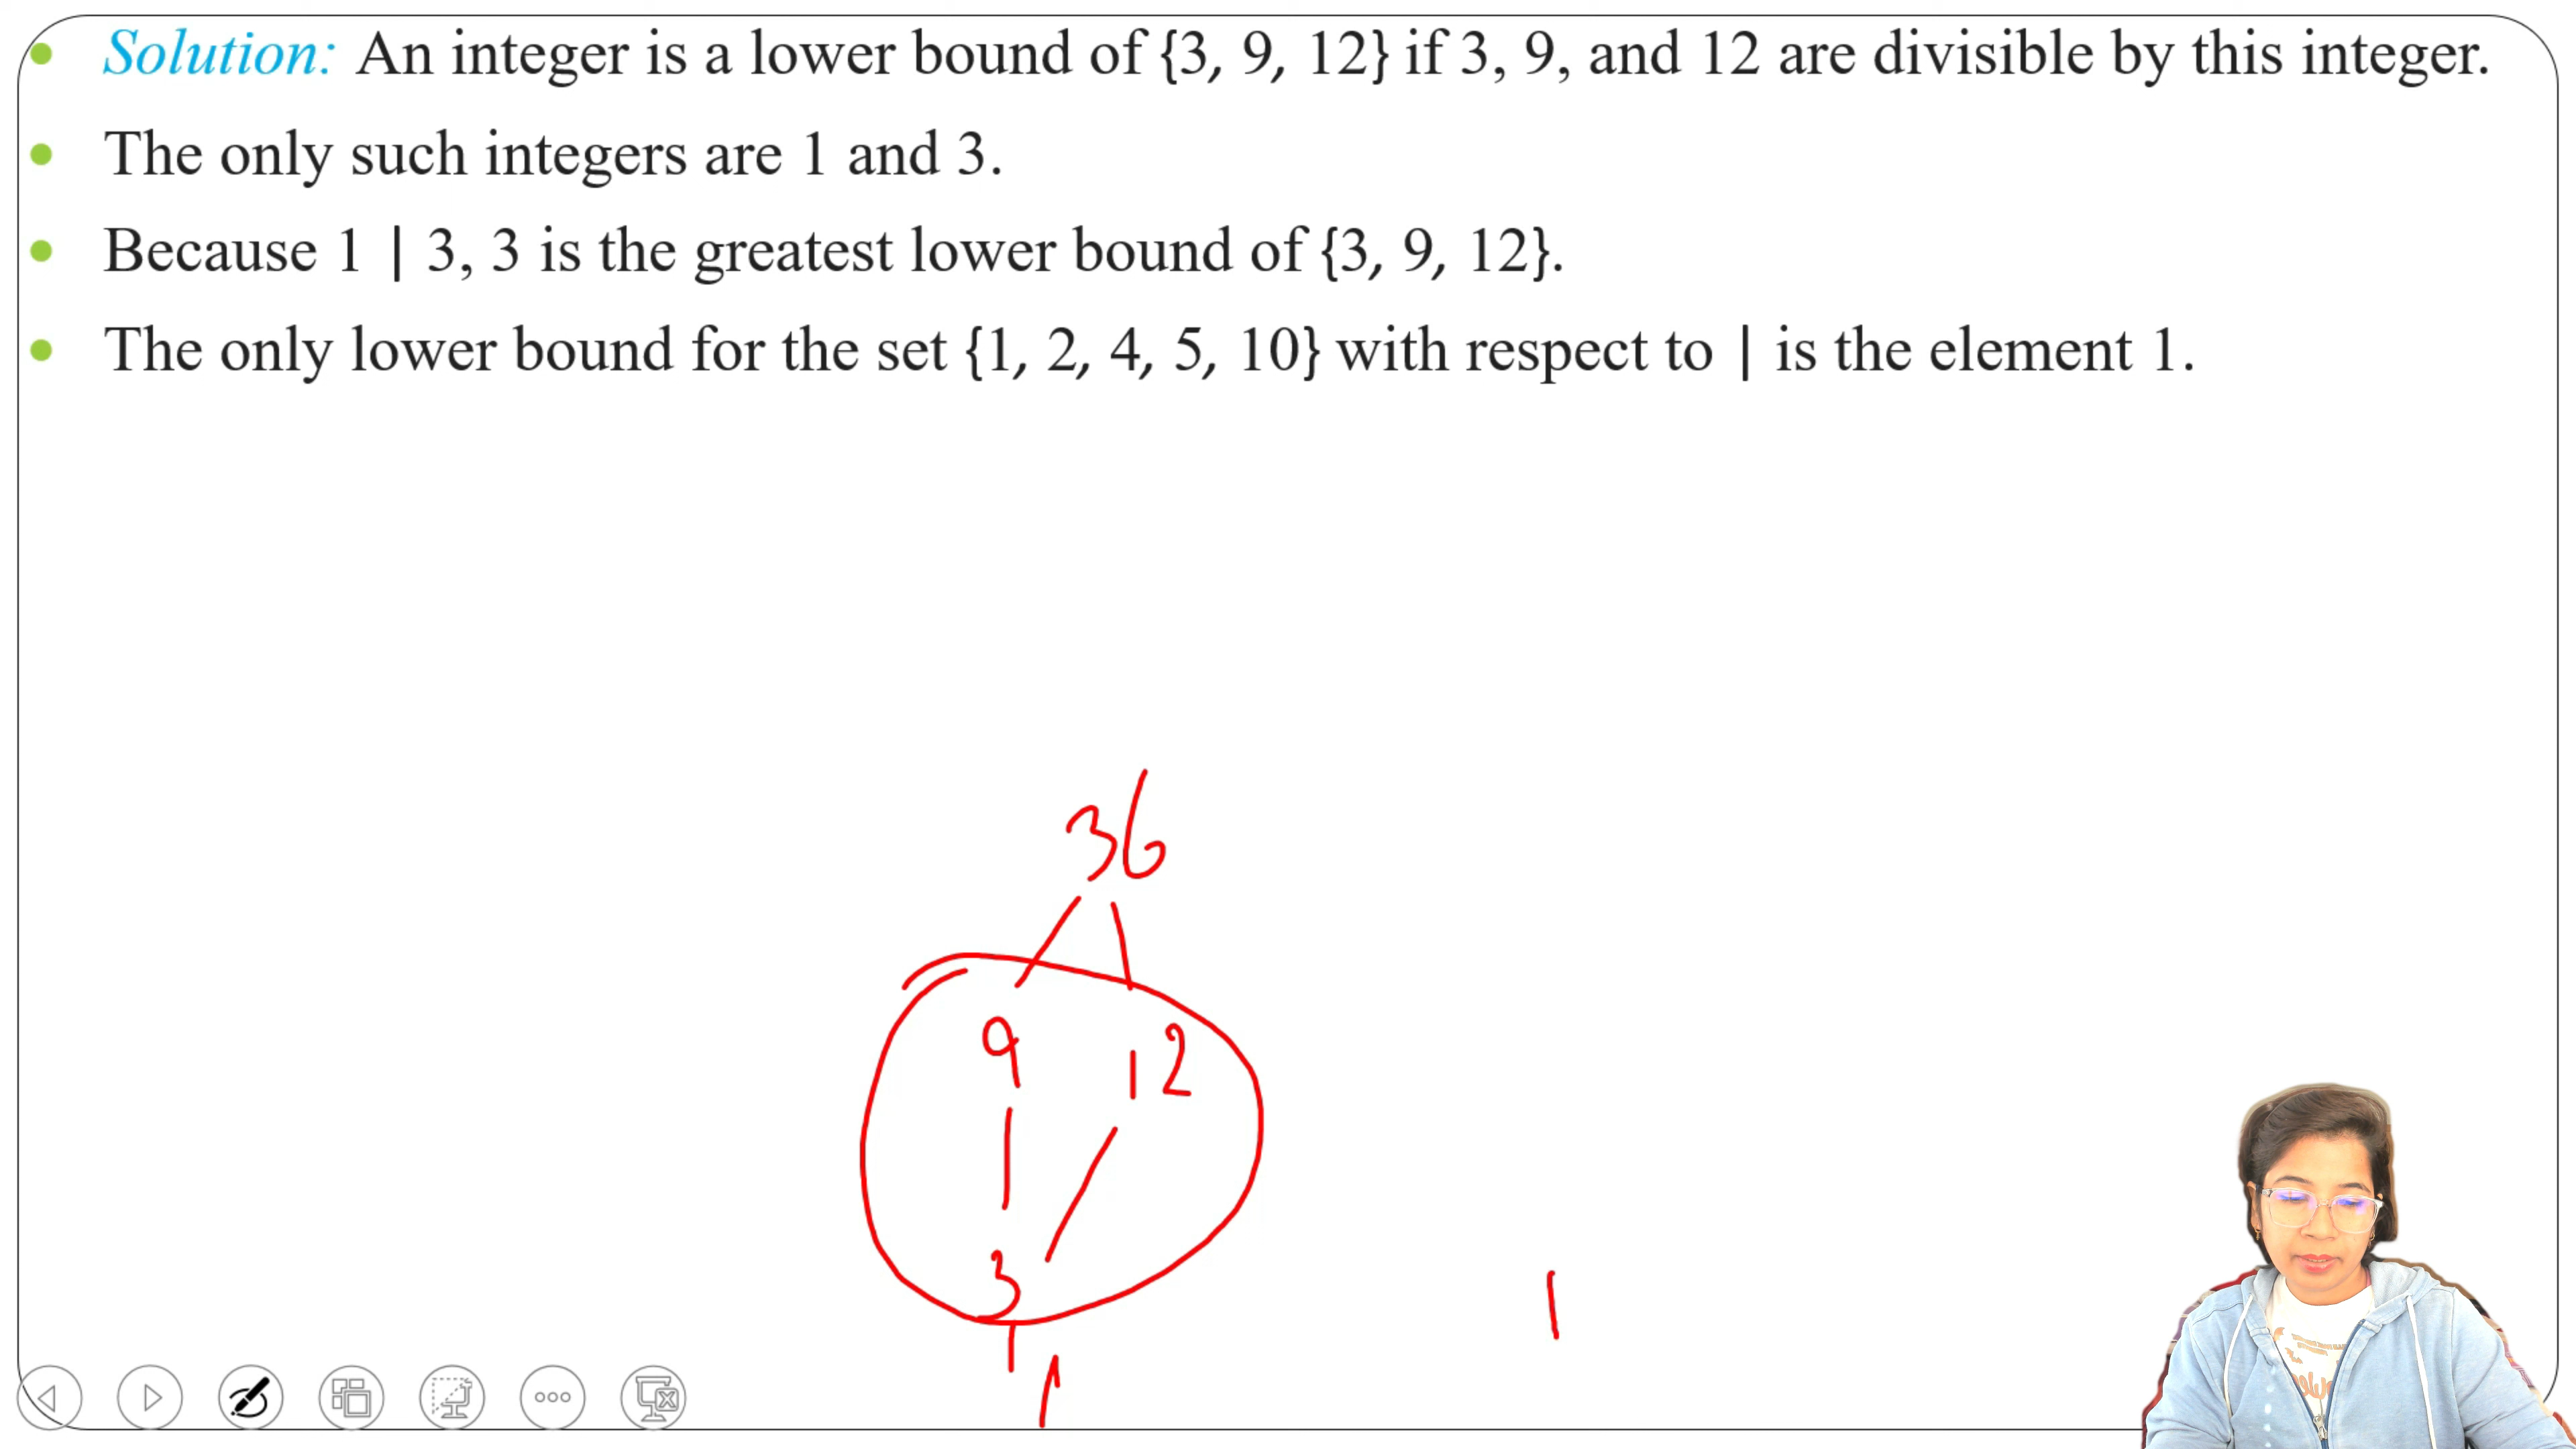 Solution: An integer is a lower bound of {3, 9, 12} if 3, 9, and 12 are divisible by this integer.
The only such integers are 1 and 3.
Because 1 | 3, 3 is the greatest lower bound of {3, 9, 12}.
The only lower bound for the set {1, 2, 4, 5, 10} with respect to | is the element 1.
36
9 12
3
1
1